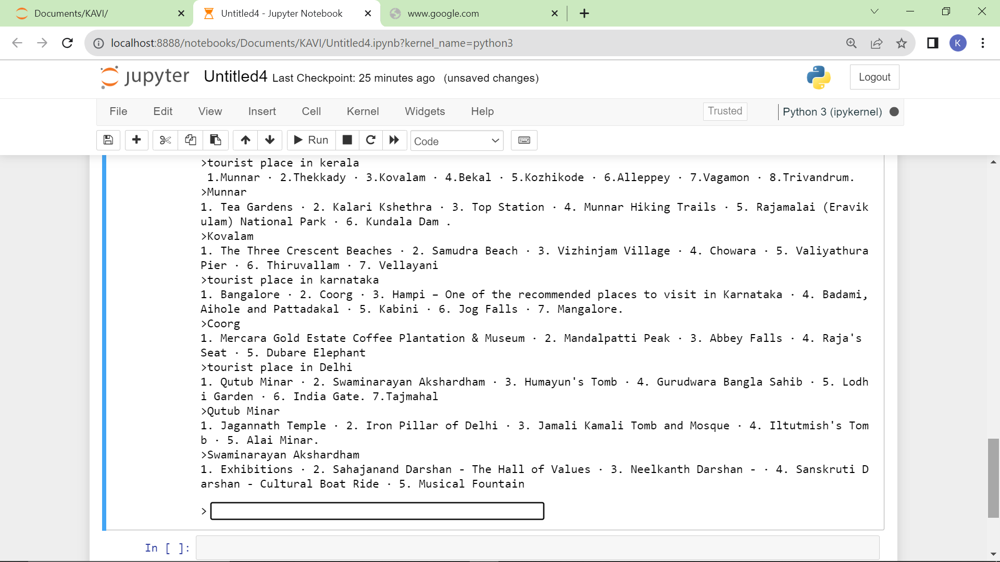 Documents/KAVI/
Untitled4 - Jupyter Notebook
www.google.com
localhost:8888/notebooks/Documents/KAVI/Untitled4.ipynb?kernel_name=python3
K
jupyter Untitled4 Last Checkpoint: 25 minutes ago (unsaved changes)
Logout
File Edit View Insert Cell Kernel Widgets Help
Trusted
Python 3 (ipykernel)
Run
Code
>tourist place in kerala
1.Munnar · 2.Thekkady · 3.Kovalam · 4.Bekal · 5.Kozhikode · 6.Alleppey · 7.Vagamon · 8.Trivandrum.
>Munnar
1. Tea Gardens · 2. Kalari Kshethra · 3. Top Station · 4. Munnar Hiking Trails · 5. Rajamalai (Eravik
ulam) National Park · 6. Kundala Dam .
>Kovalam
1. The Three Crescent Beaches · 2. Samudra Beach · 3. Vizhinjam Village · 4. Chowara · 5. Valiyathura
Pier · 6. Thiruvallam · 7. Vellayani
>tourist place in karnataka
1. Bangalore · 2. Coorg · 3. Hampi – One of the recommended places to visit in Karnataka · 4. Badami,
Aihole and Pattadakal · 5. Kabini · 6. Jog Falls · 7. Mangalore.
>Coorg
1. Mercara Gold Estate Coffee Plantation & Museum · 2. Mandalpatti Peak · 3. Abbey Falls · 4. Raja's
Seat · 5. Dubare Elephant
>tourist place in Delhi
1. Qutub Minar · 2. Swaminarayan Akshardham · 3. Humayun's Tomb · 4. Gurudwara Bangla Sahib · 5. Lodh
i Garden · 6. India Gate. 7.Tajmahal
>Qutub Minar
1. Jagannath Temple · 2. Iron Pillar of Delhi · 3. Jamali Kamali Tomb and Mosque · 4. Iltutmish's Tom
b · 5. Alai Minar.
>Swaminarayan Akshardham
1. Exhibitions · 2. Sahajanand Darshan - The Hall of Values · 3. Neelkanth Darshan - · 4. Sanskruti D
arshan - Cultural Boat Ride · 5. Musical Fountain
>
In [ ]: